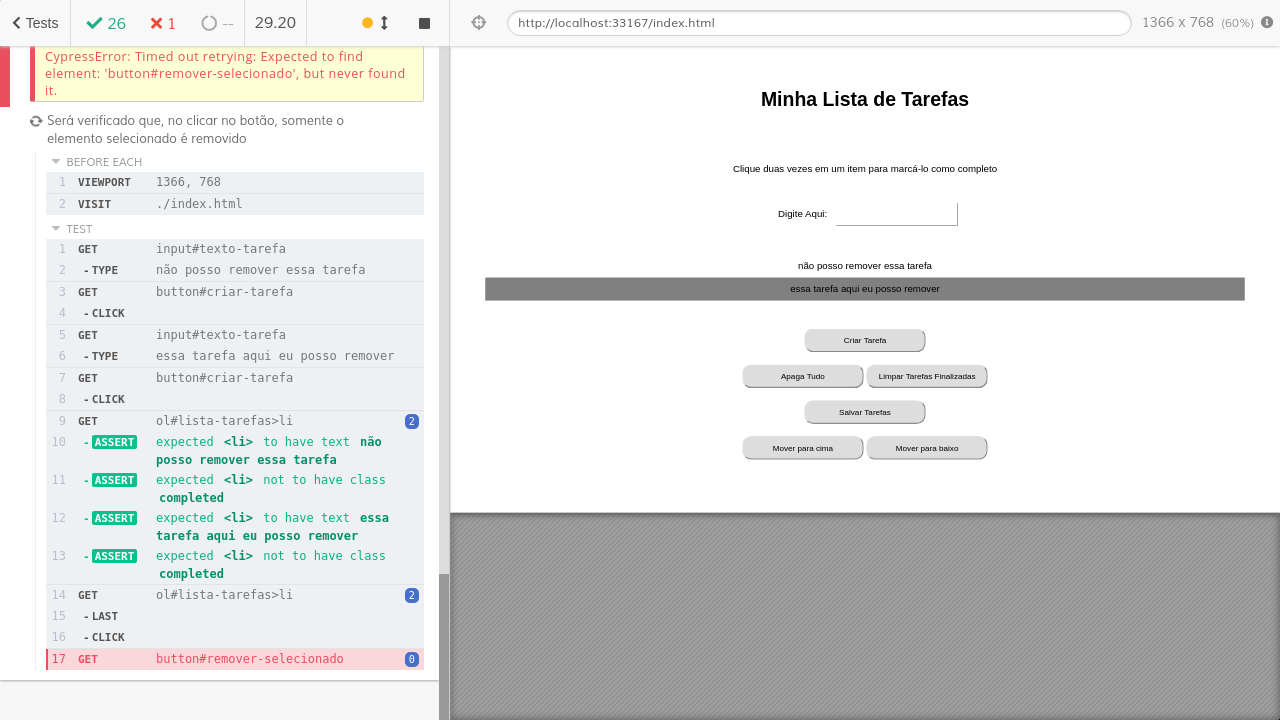 Tests
26
1
--
29.20
http://localhost:33167/index.html
1366 x 768 (60%)
CypressError: Timed out retrying: Expected to find
element: 'button#remover-selecionado', but never found
it.
Será verificado que, no clicar no botão, somente o
elemento selecionado é removido
BEFORE EACH
1 VIEWPORT 1366, 768
2 VISIT ./index.html
TEST
1 GET input#texto-tarefa
2 -TYPE não posso remover essa tarefa
3 GET button#criar-tarefa
4 -CLICK
5 GET input#texto-tarefa
6 -TYPE essa tarefa aqui eu posso remover
7 GET button#criar-tarefa
8 -CLICK
9 GET ol#lista-tarefas>li 2
10 -ASSERT expected <li> to have text não
posso remover essa tarefa
11 -ASSERT expected <li> not to have class
completed
12 -ASSERT expected <li> to have text essa
tarefa aqui eu posso remover
13 -ASSERT expected <li> not to have class
completed
14 GET ol#lista-tarefas>li 2
15 -LAST
16 -CLICK
17 GET button#remover-selecionado 0
Minha Lista de Tarefas
Clique duas vezes em um item para marcá-lo como completo
Digite Aqui:
não posso remover essa tarefa
essa tarefa aqui eu posso remover
Criar Tarefa
Apaga Tudo Limpar Tarefas Finalizadas
Salvar Tarefas
Mover para cima Mover para baixo